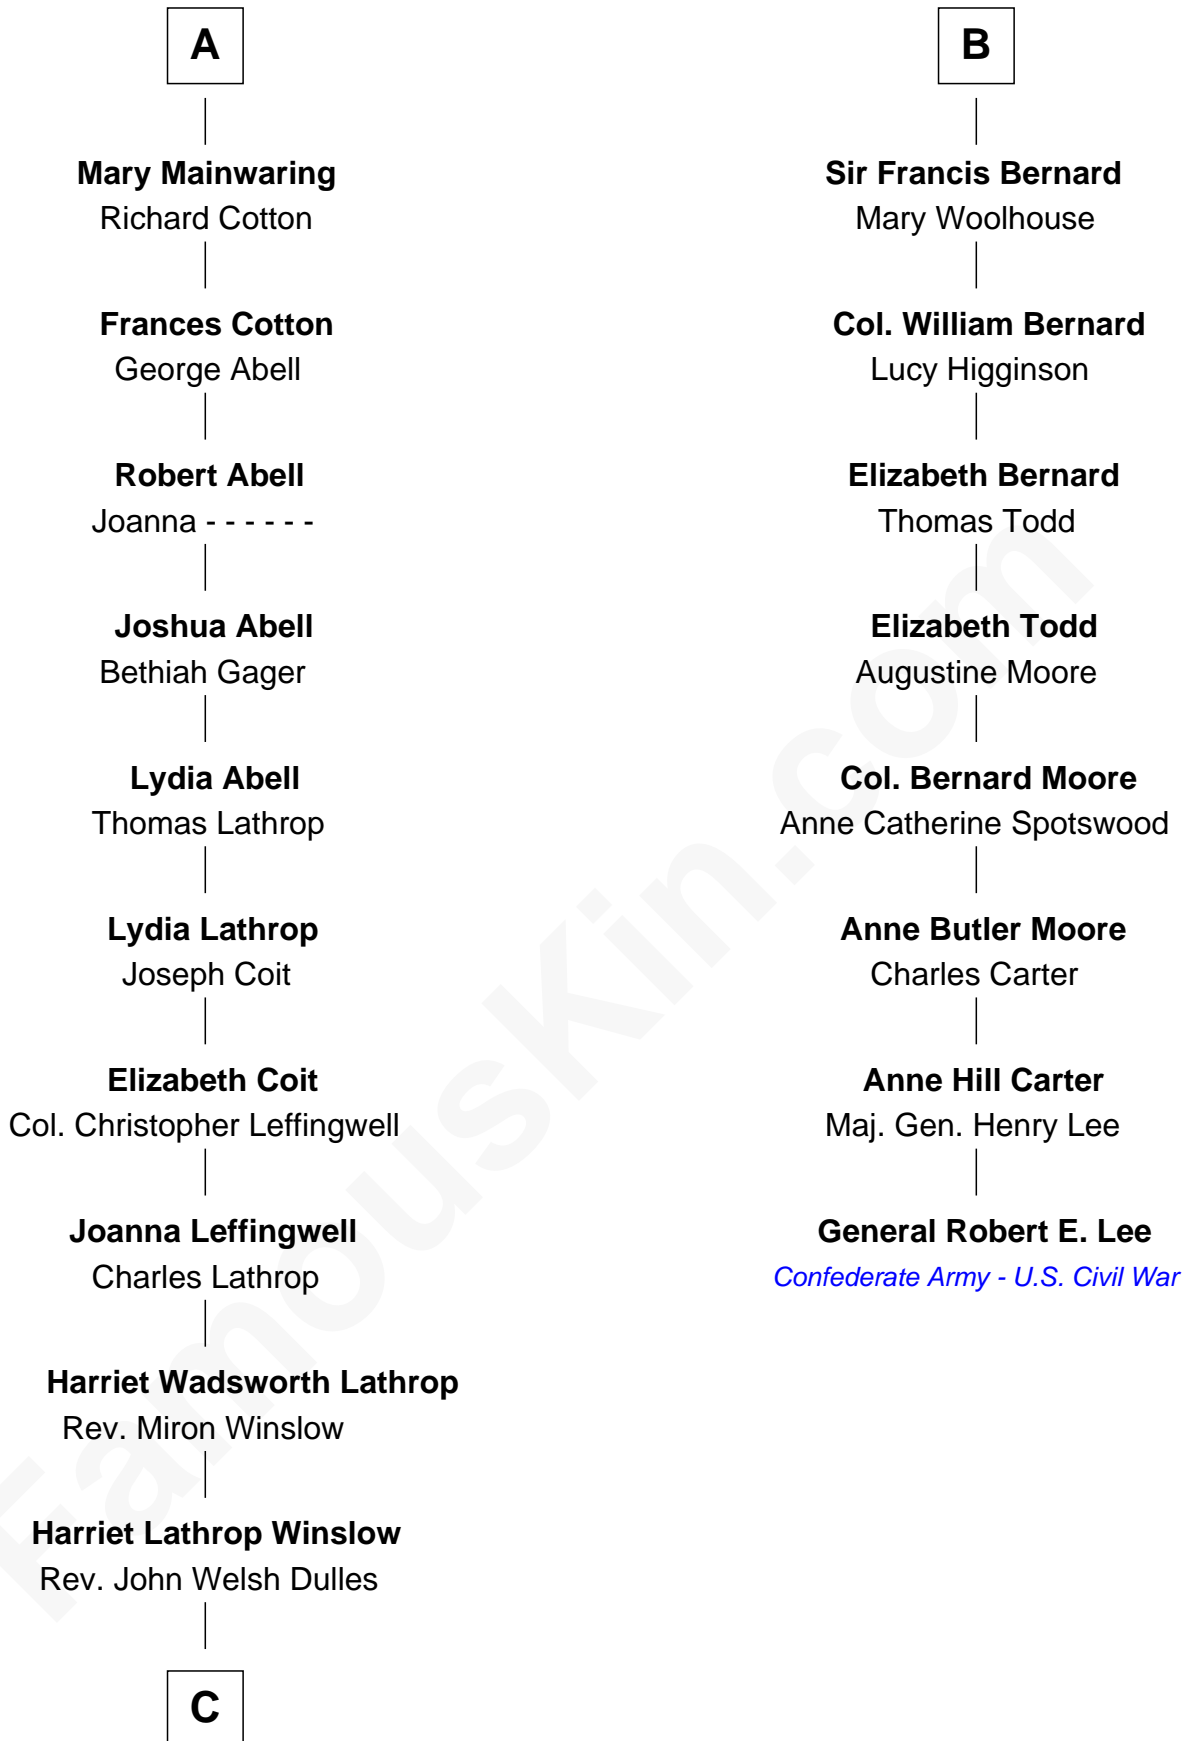 A
Mary Mainwaring
Richard Cotton
Frances Cotton
George Abell
Robert Abell
Joanna - - - - - -
Joshua Abell
Bethiah Gager
Lydia Abell
Thomas Lathrop
Lydia Lathrop
Joseph Coit
Elizabeth Coit
Col. Christopher Leffingwell
Joanna Leffingwell
Charles Lathrop
Harriet Wadsworth Lathrop
Rev. Miron Winslow
Harriet Lathrop Winslow
Rev. John Welsh Dulles
C
B
Sir Francis Bernard
Mary Woolhouse
Col. William Bernard
Lucy Higginson
Elizabeth Bernard
Thomas Todd
Elizabeth Todd
Augustine Moore
Col. Bernard Moore
Anne Catherine Spotswood
Anne Butler Moore
Charles Carter
Anne Hill Carter
Maj. Gen. Henry Lee
General Robert E. Lee
Confederate Army - U.S. Civil War
FamousKin.com